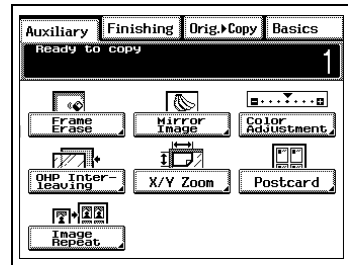 Auxiliary Finishing Orig.▸Copy Basics
Ready to copy
1
Frame
Erase
Mirror
Image
Color
Adjustment
OHP Inter-
leaving
X/Y Zoom
Postcard
Image
Repeat